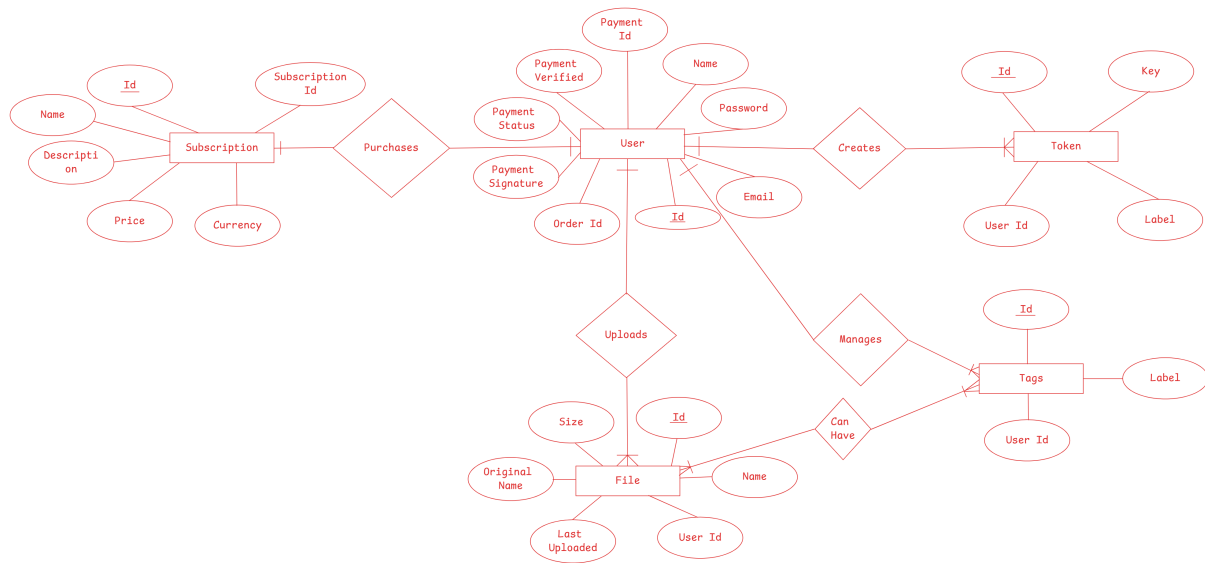 Payment
Id
Payment
Verified
Name
Id
Subscription
Id
Id
Key
Name
Payment
Status
Password
Subscription
Purchases
User
Creates
Token
Descripti
on
Payment
Signature
Email
Price
Currency
Order Id
Id
User Id
Label
Id
Uploads
Manages
Tags
Label
Size
Id
Can
Have
User Id
Original
Name
File
Name
Last
Uploaded
User Id